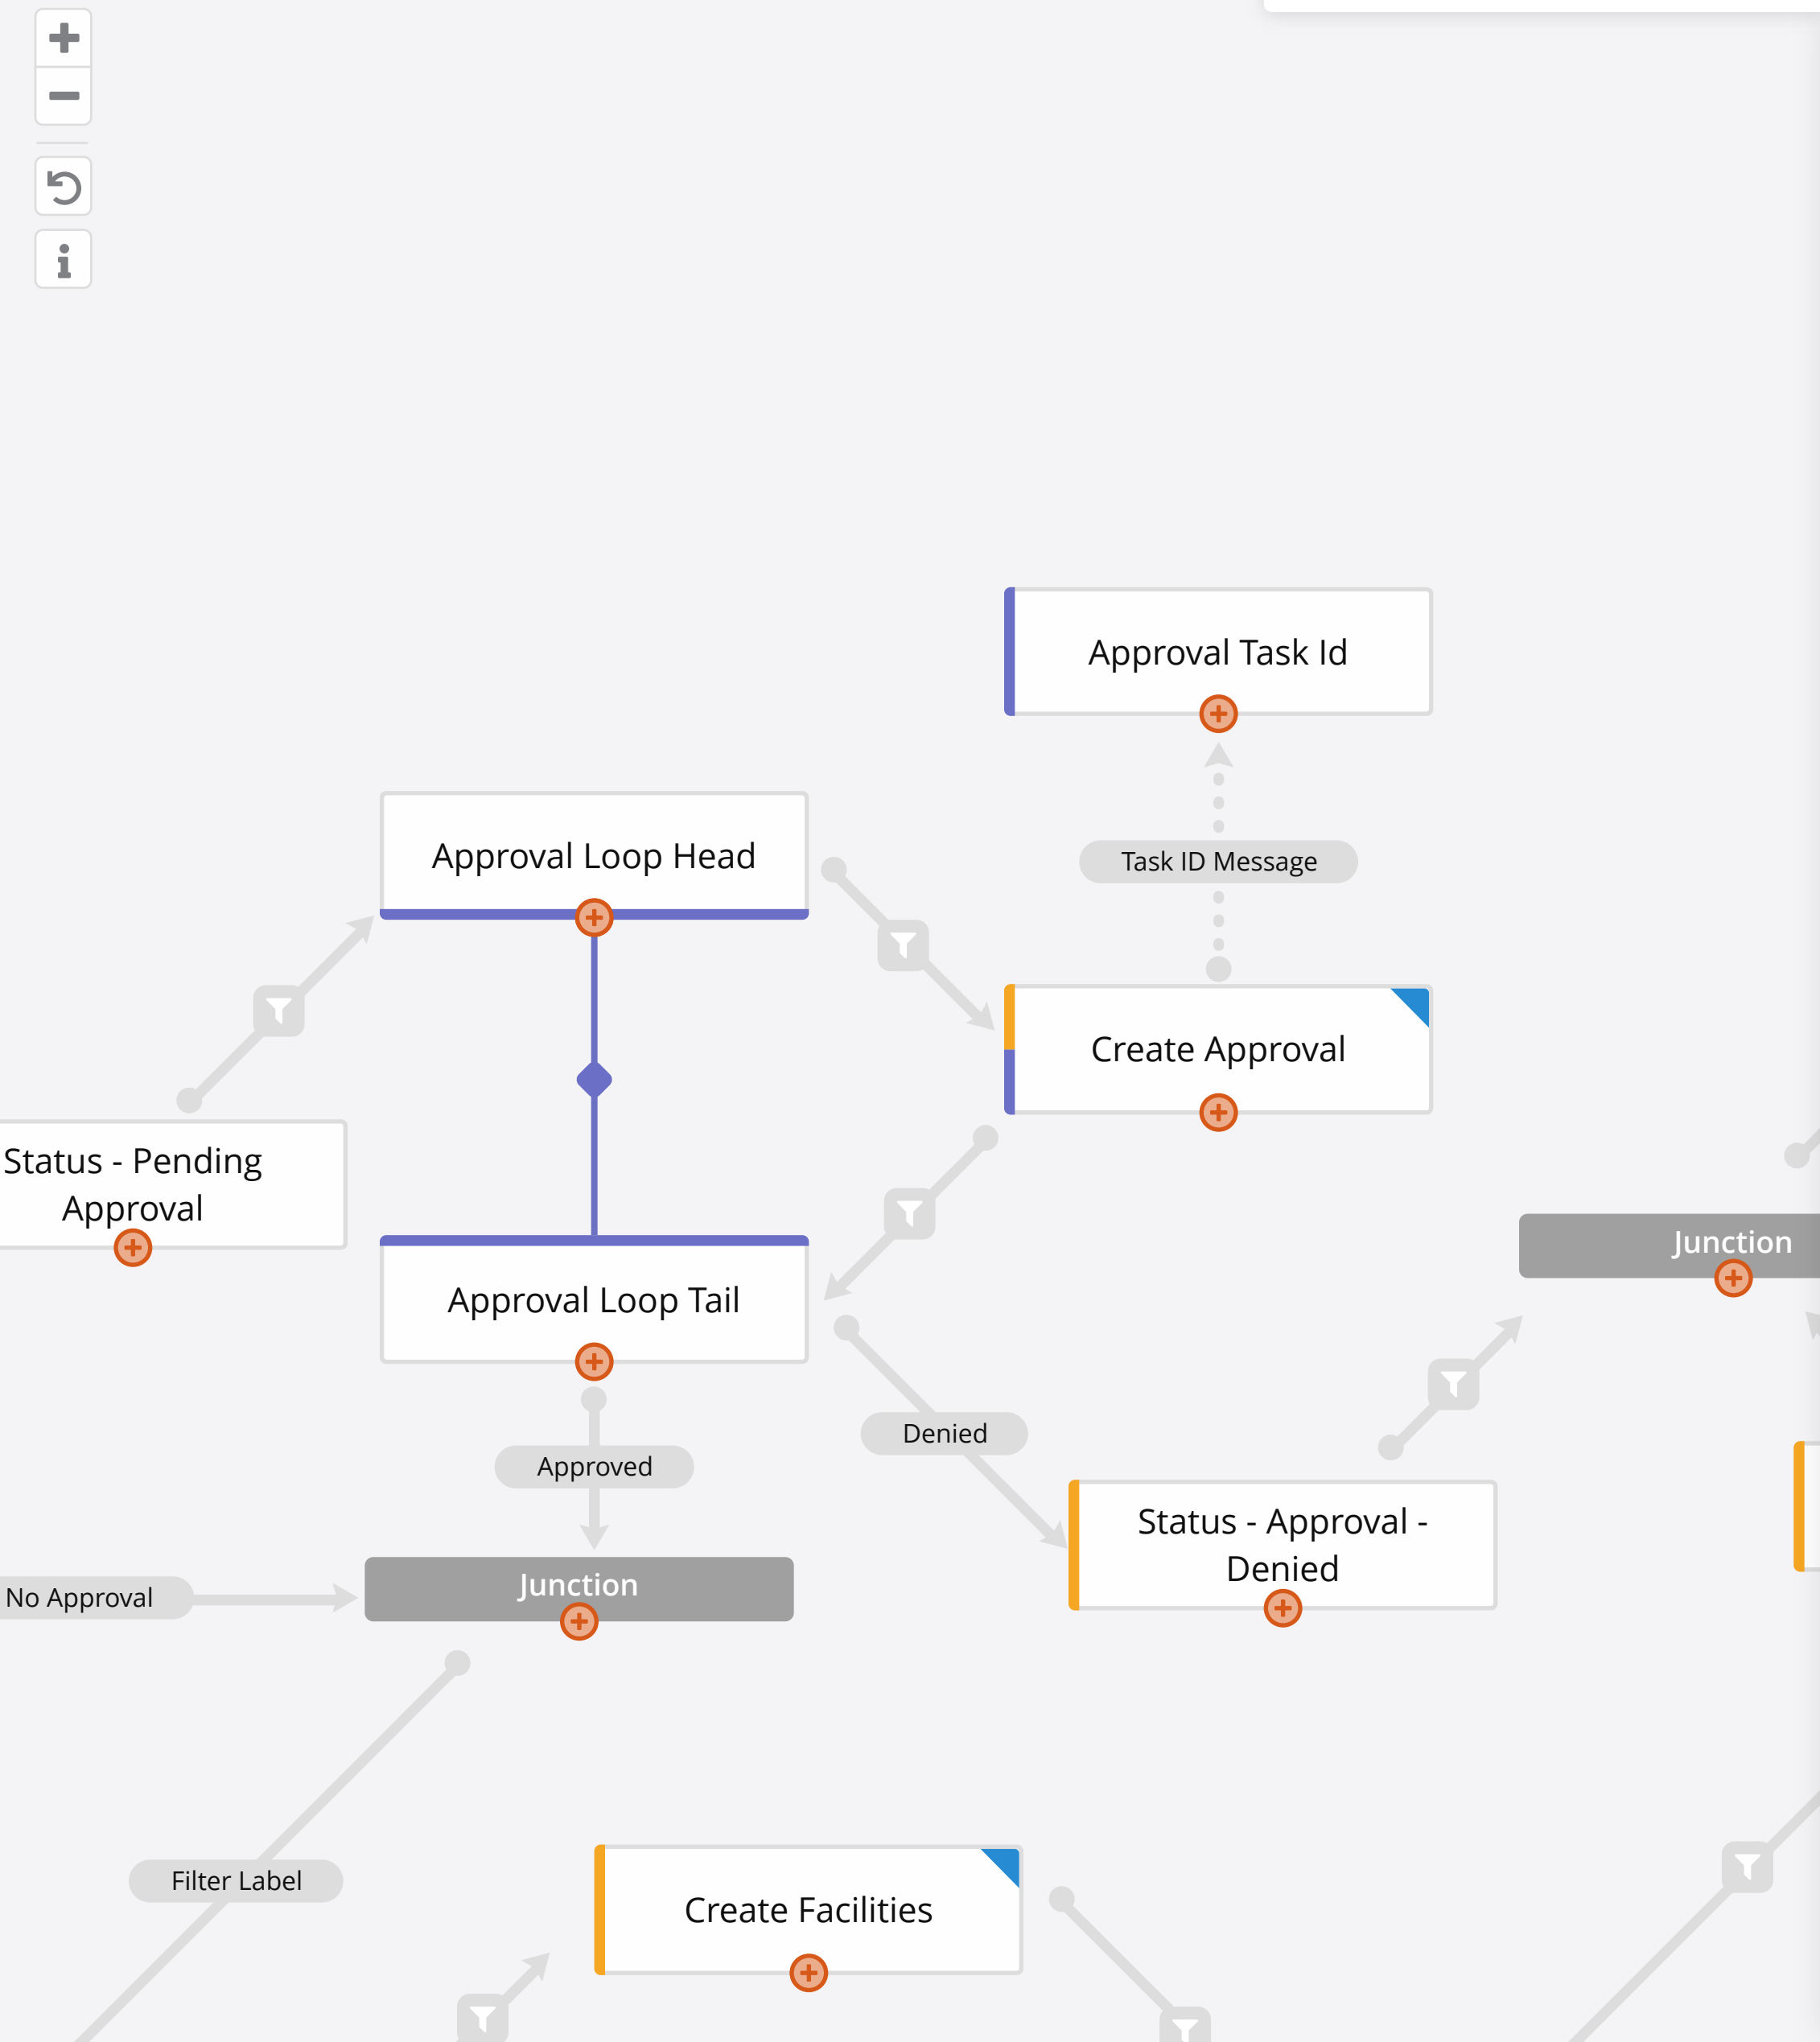 Approval Task Id
Task ID Message
Approval Loop Head
Create Approval
Status - Pending
Approval
Junction
Approval Loop Tail
Denied
Approved
Status - Approval -
Denied
Junction
No Approval
Filter Label
Create Facilities